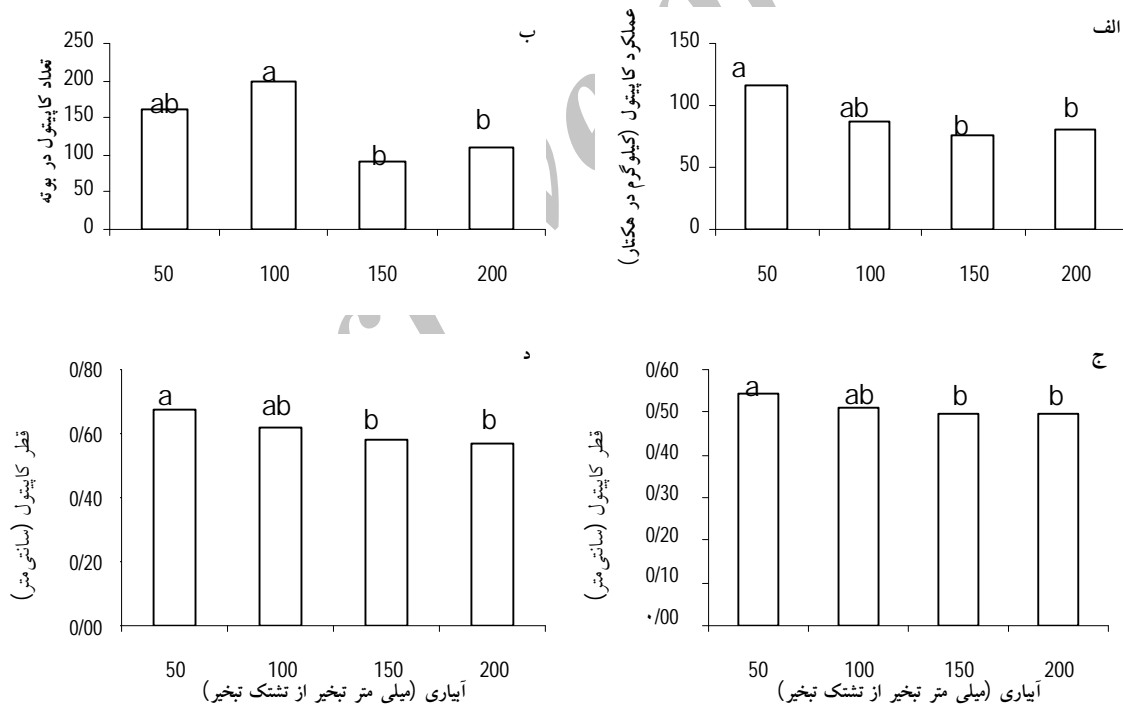 الف
عملکرد کاپیتول (کیلوگرم در هکتار)
150
100
50
0
a
ab
b
b
50 100 150 200
ب
تعداد کاپیتول در بوته
250
200
150
100
50
0
ab
a
b
b
50 100 150 200
ج
قطر کاپیتول (سانتی‌متر)
0/60
0/50
0/40
0/30
0/20
0/10
۰/00
a
ab
b
b
50 100 150 200
آبیاری (میلی متر تبخیر از تشتک تبخیر)
د
قطر کاپیتول (سانتی‌متر)
0/80
0/60
0/40
0/20
0/00
a
ab
b
b
50 100 150 200
آبیاری (میلی متر تبخیر از تشتک تبخیر)